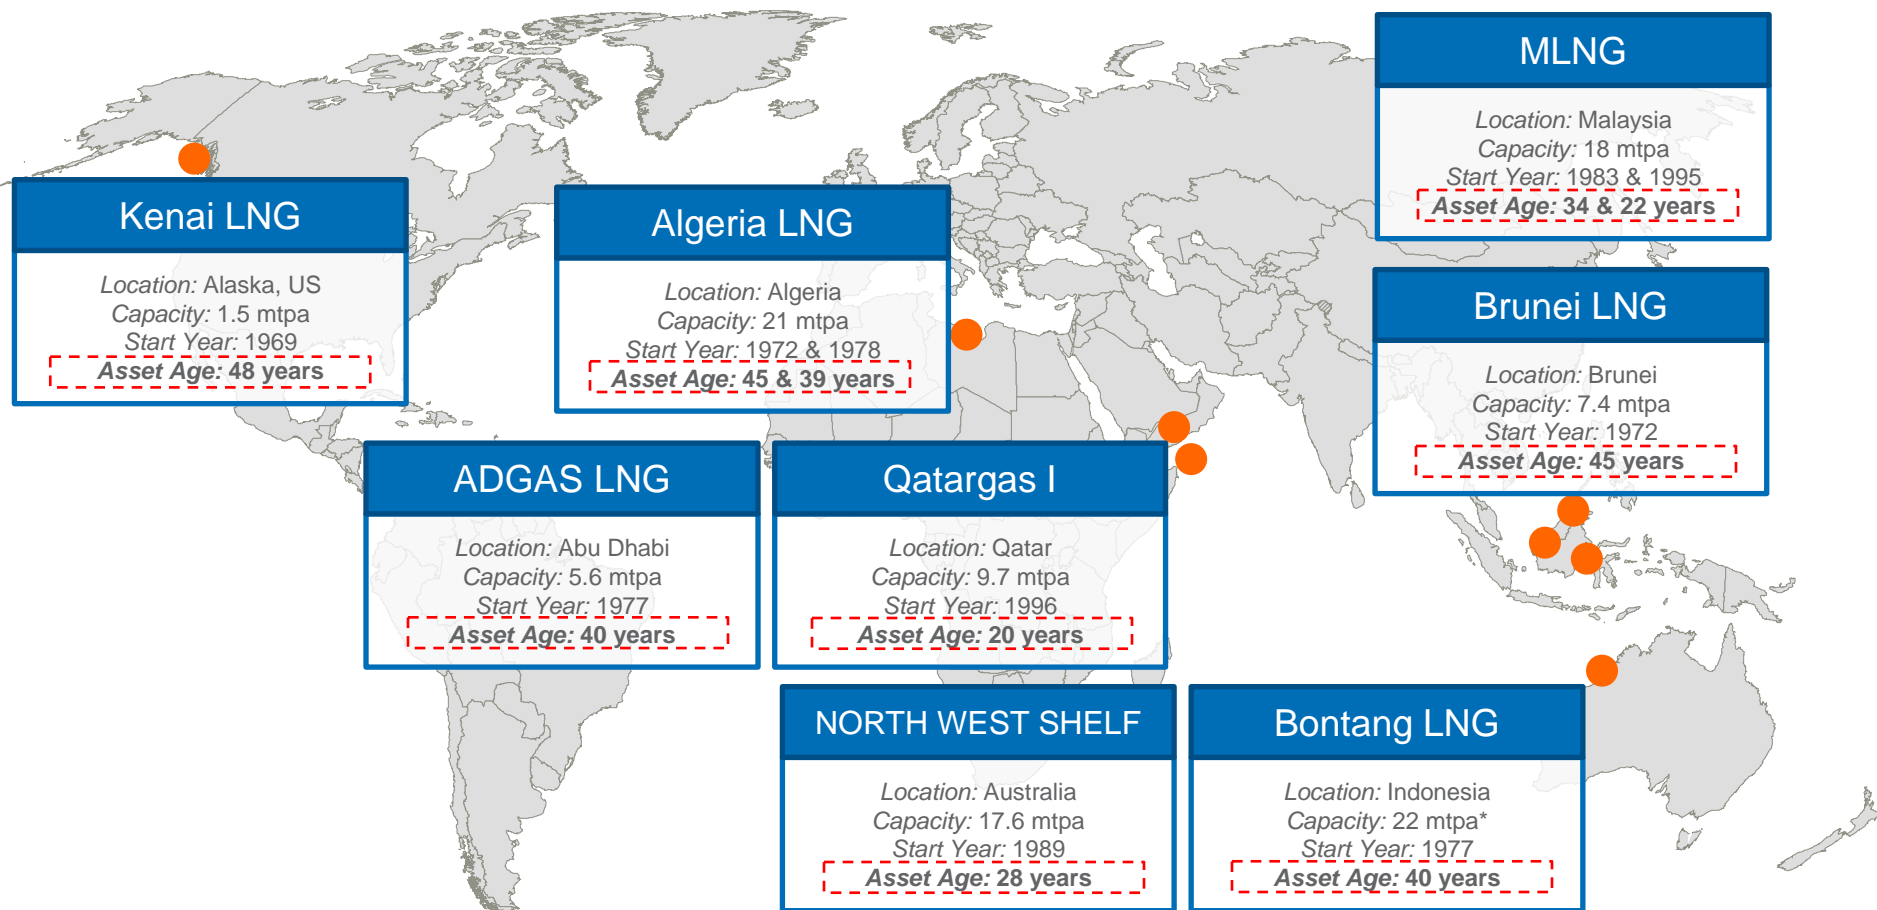 MLNG
Location: Malaysia
Capacity: 18 mtpa
Start Year: 1983 & 1995
Asset Age: 34 & 22 years
Kenai LNG
Location: Alaska, US
Capacity: 1.5 mtpa
Start Year: 1969
Asset Age: 48 years
Algeria LNG
Location: Algeria
Capacity: 21 mtpa
Start Year: 1972 & 1978
Asset Age: 45 & 39 years
Brunei LNG
Location: Brunei
Capacity: 7.4 mtpa
Start Year: 1972
Asset Age: 45 years
ADGAS LNG
Location: Abu Dhabi
Capacity: 5.6 mtpa
Start Year: 1977
Asset Age: 40 years
Qatargas I
Location: Qatar
Capacity: 9.7 mtpa
Start Year: 1996
Asset Age: 20 years
NORTH WEST SHELF
Location: Australia
Capacity: 17.6 mtpa
Start Year: 1989
Asset Age: 28 years
Bontang LNG
Location: Indonesia
Capacity: 22 mtpa*
Start Year: 1977
Asset Age: 40 years